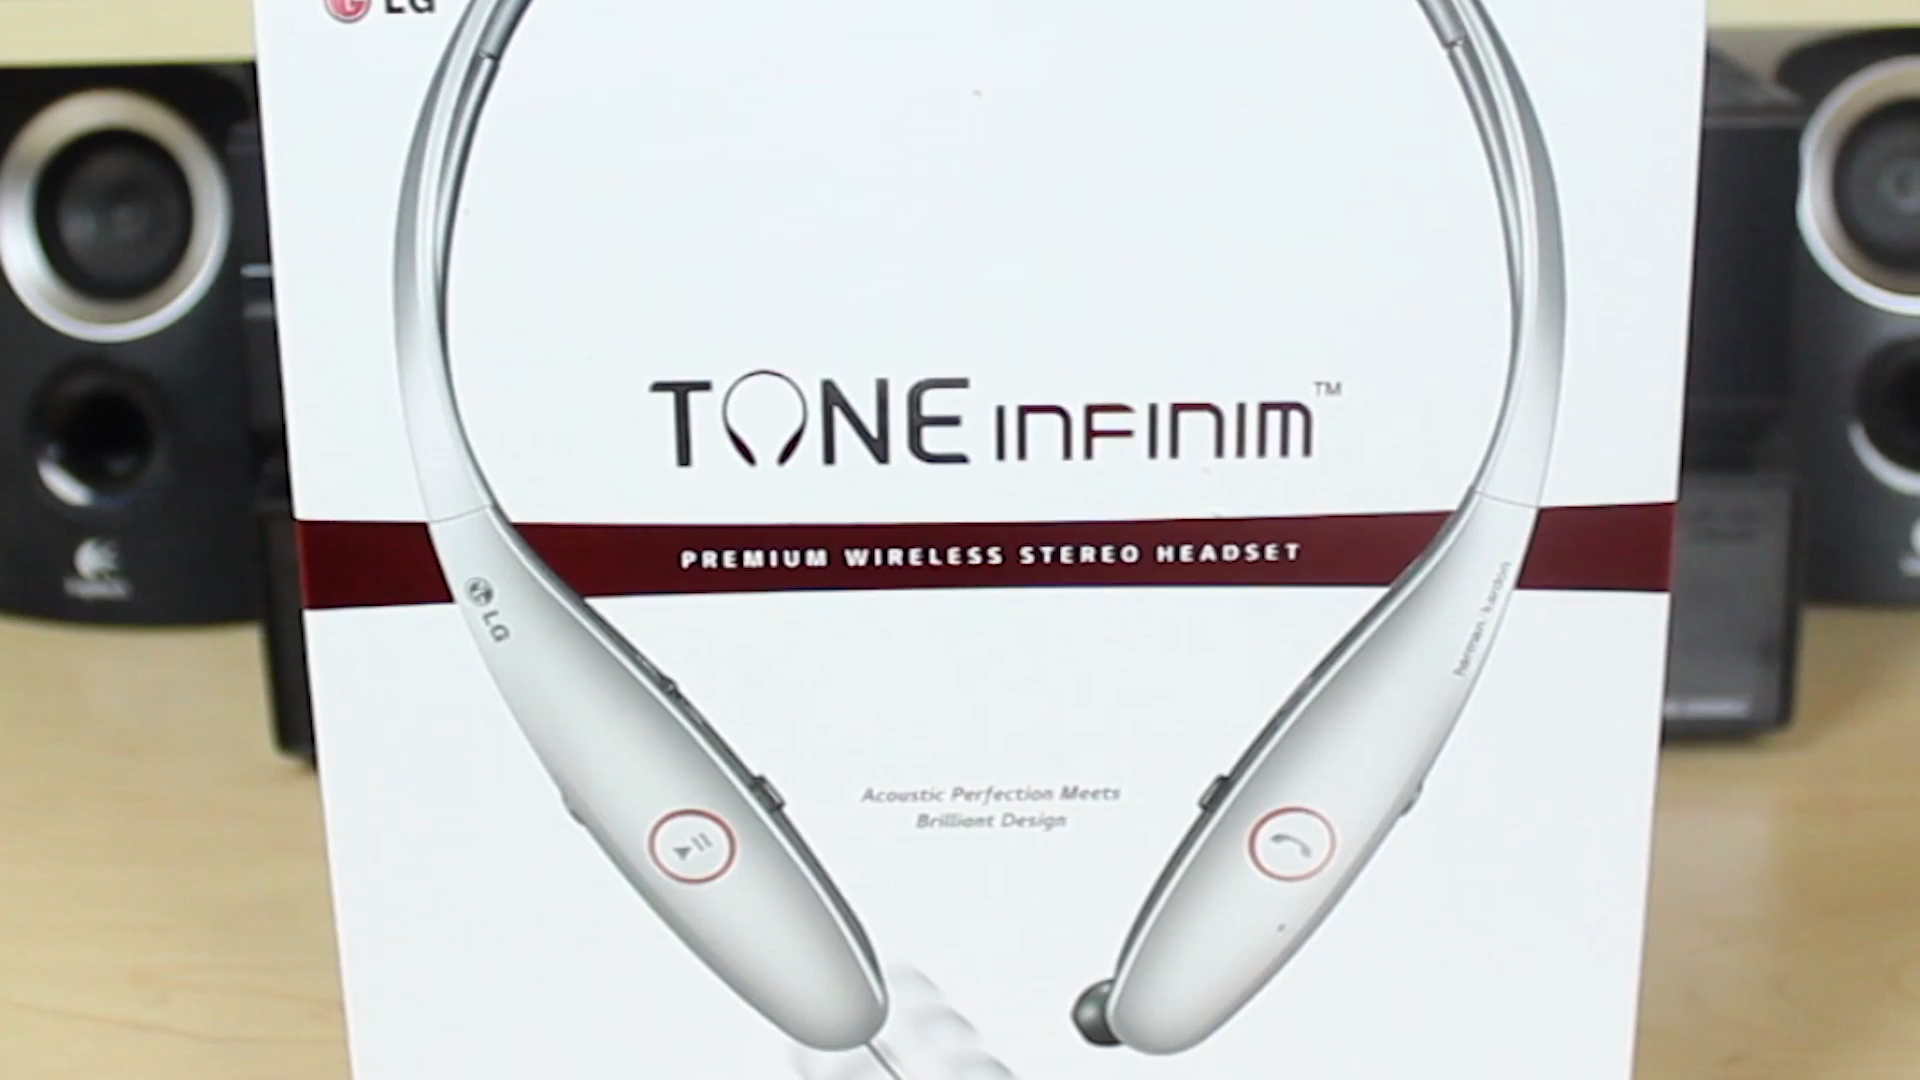 LG
TONE INFINIM™
PREMIUM WIRELESS STEREO HEADSET
LG
harman/kardon
Acoustic Perfection Meets
Brilliant Design